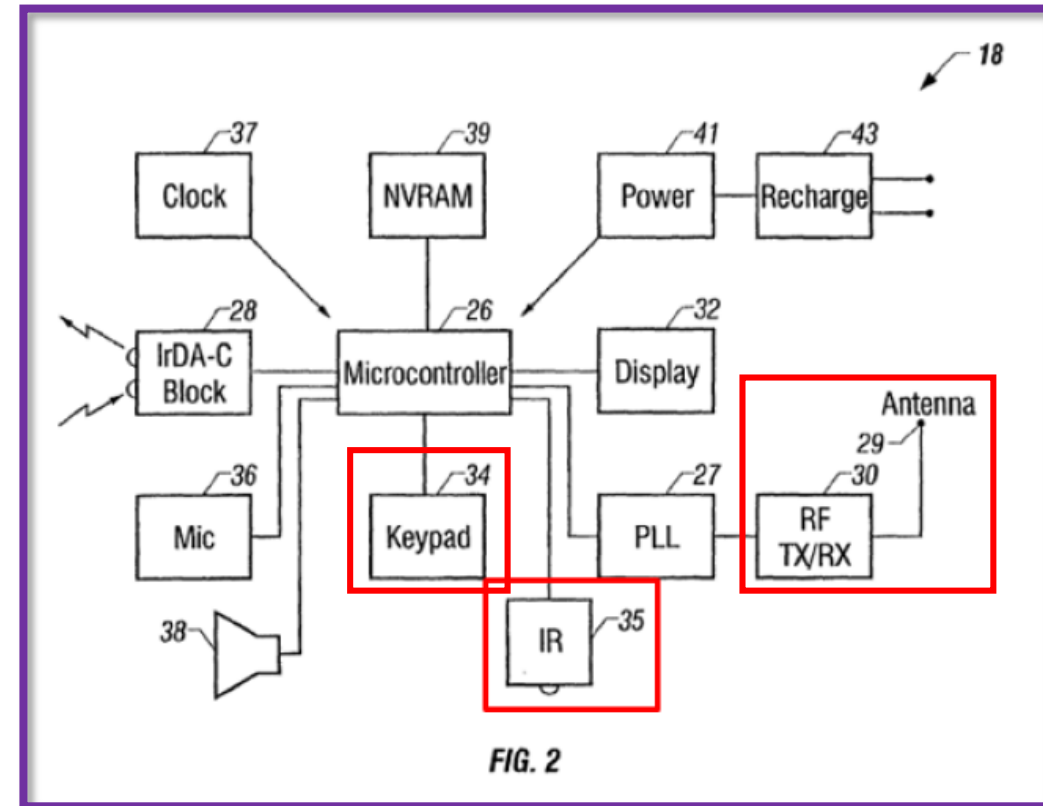 18
37
39
41
43
Clock
NVRAM
Power
Recharge
28
26
32
IrDA-C
Block
Microcontroller
Display
Antenna
29
36
34
27
30
Mic
Keypad
PLL
RF
TX/RX
38
35
IR
FIG. 2